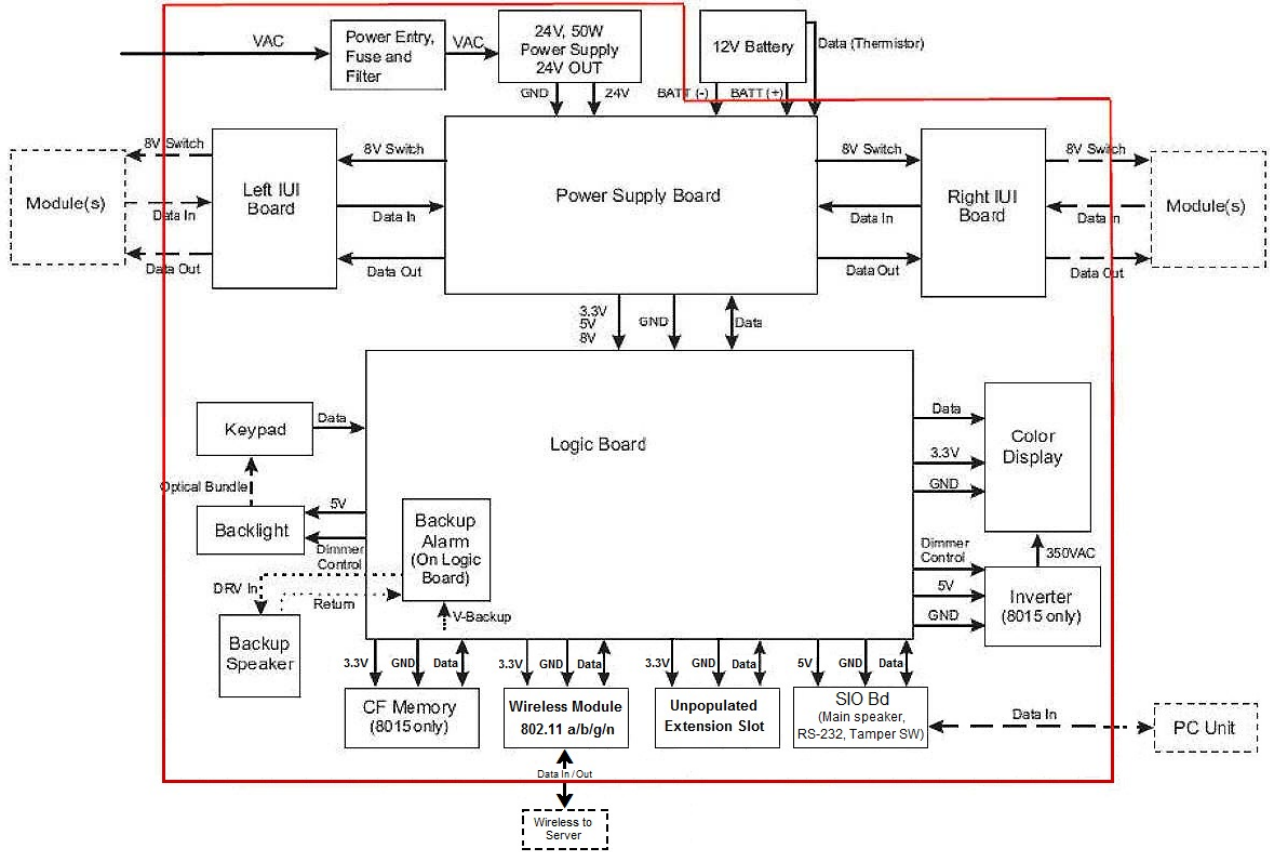 VAC
Power Entry,
Fuse and
Filter
VAC
24V, 50W
Power Supply
24V OUT
12V Battery
Data (Thermistor)
GND
24V
BATT (-)
BATT (+)
8V Switch
8V Switch
8V Switch
8V Switch
Module(s)
Left IUI
Board
Power Supply Board
Right IUI
Board
Module(s)
Data In
Data In
Data In
Data In
Data Out
Data Out
Data Out
Data Out
3.3V
5V
8V
GND
Data
Keypad
Data
Logic Board
Data
Color
Display
3.3V
GND
Optical Bundle
Backlight
5V
Dimmer
Control
Backup
Alarm
(On Logic
Board)
Dimmer
Control
350VAC
5V
GND
Inverter
(8015 only)
DRV In
Return
V-Backup
Backup
Speaker
3.3V
GND
Data
3.3V
GND
Data
3.3V
GND
Data
5V
GND
Data
CF Memory
(8015 only)
Wireless Module
802.11 a/b/g/n
Unpopulated
Extension Slot
SIO Bd
(Main speaker,
RS-232, Tamper SW)
Data In
PC Unit
Data In/Out
Wireless to
Server